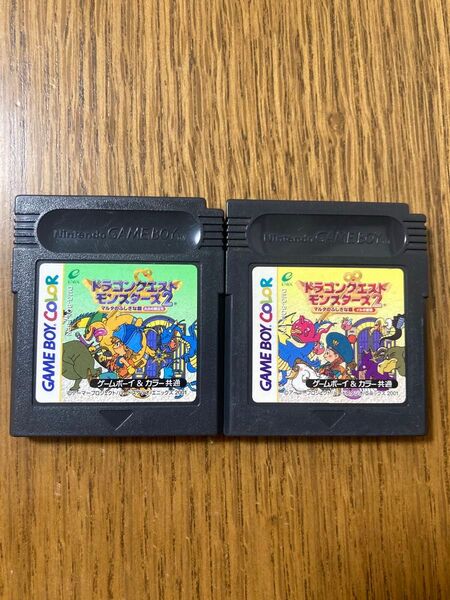 Nintendo GAME BOY
GAME BOY COLOR
ENIX
ドラゴンクエスト
モンスターズ2
マルタのふしぎな鍵
ゲームボーイ & カラー共通
Nintendo GAME BOY
GAME BOY COLOR
ENIX
ドラゴンクエスト
モンスターズ2
マルタのふしぎな鍵
ゲームボーイ & カラー共通